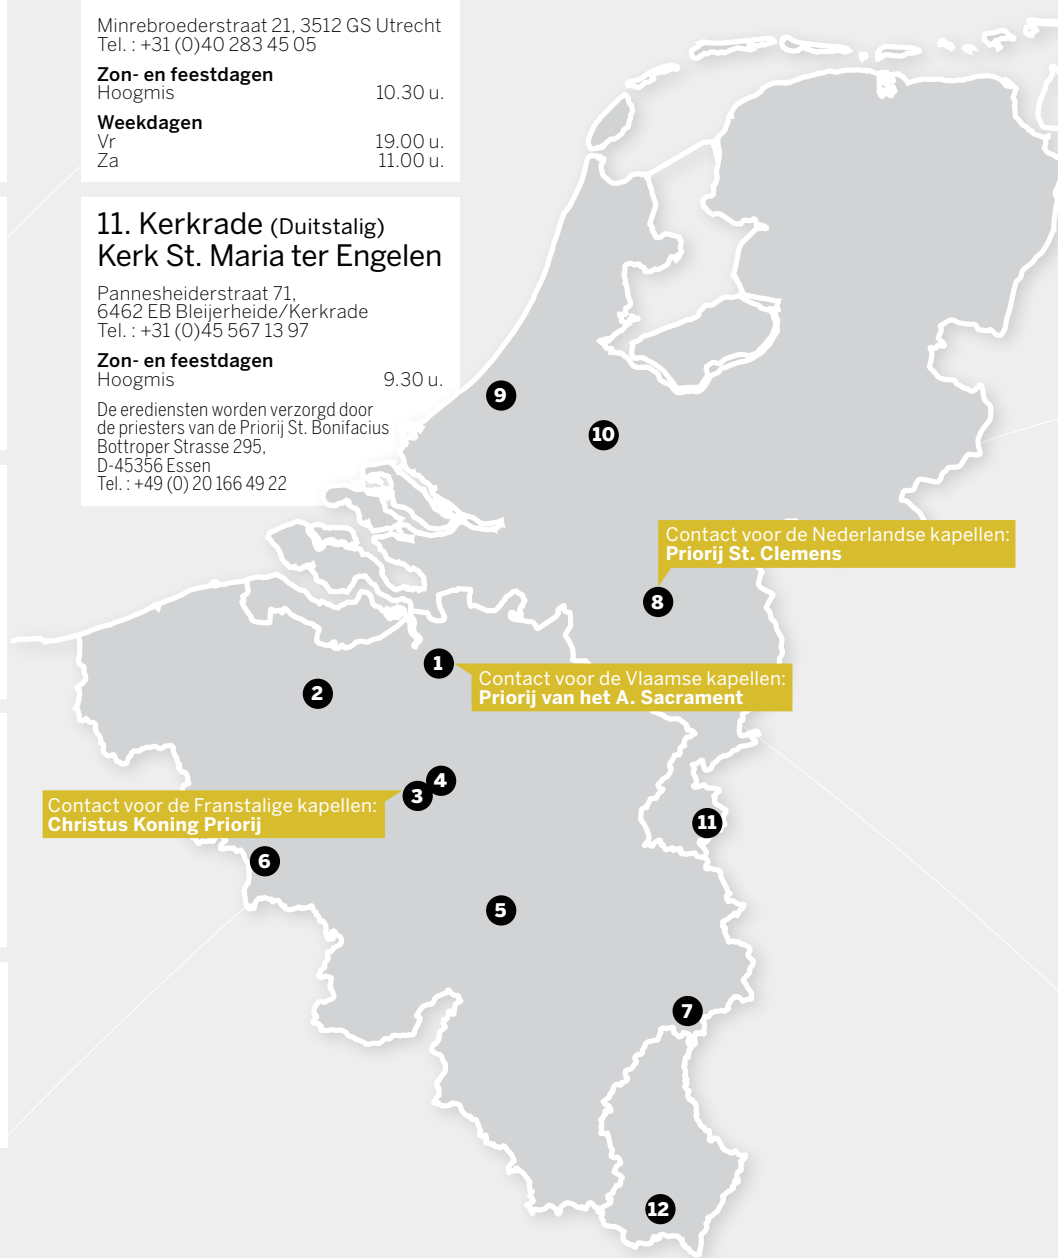 Minrebroederstraat 21, 3512 GS Utrecht
Tel. : +31 (0)40 283 45 05
Zon- en feestdagen
Hoogmis 10.30 u.
Weekdagen
Vr 19.00 u.
Za 11.00 u.
11. Kerkrade (Duitstalig)
Kerk St. Maria ter Engelen
Pannesheiderstraat 71,
6462 EB Bleijerheide/Kerkrade
Tel. : +31 (0)45 567 13 97
Zon- en feestdagen
Hoogmis 9.30 u.
De erediensten worden verzorgd door
de priesters van de Priorij St. Bonifacius
Bottroper Strasse 295,
D-45356 Essen
Tel. : +49 (0) 20 166 49 22
9
10
Contact voor de Nederlandse kapellen:
Priorij St. Clemens
8
1
Contact voor de Vlaamse kapellen:
Priorij van het A. Sacrament
2
4
3
Contact voor de Franstalige kapellen:
Christus Koning Priorij
11
6
5
7
12